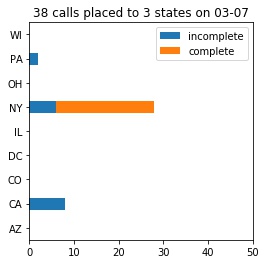 38 calls placed to 3 states on 03-07
incomplete
complete
WI
PA
OH
NY
IL
DC
CO
CA
AZ
0 10 20 30 40 50